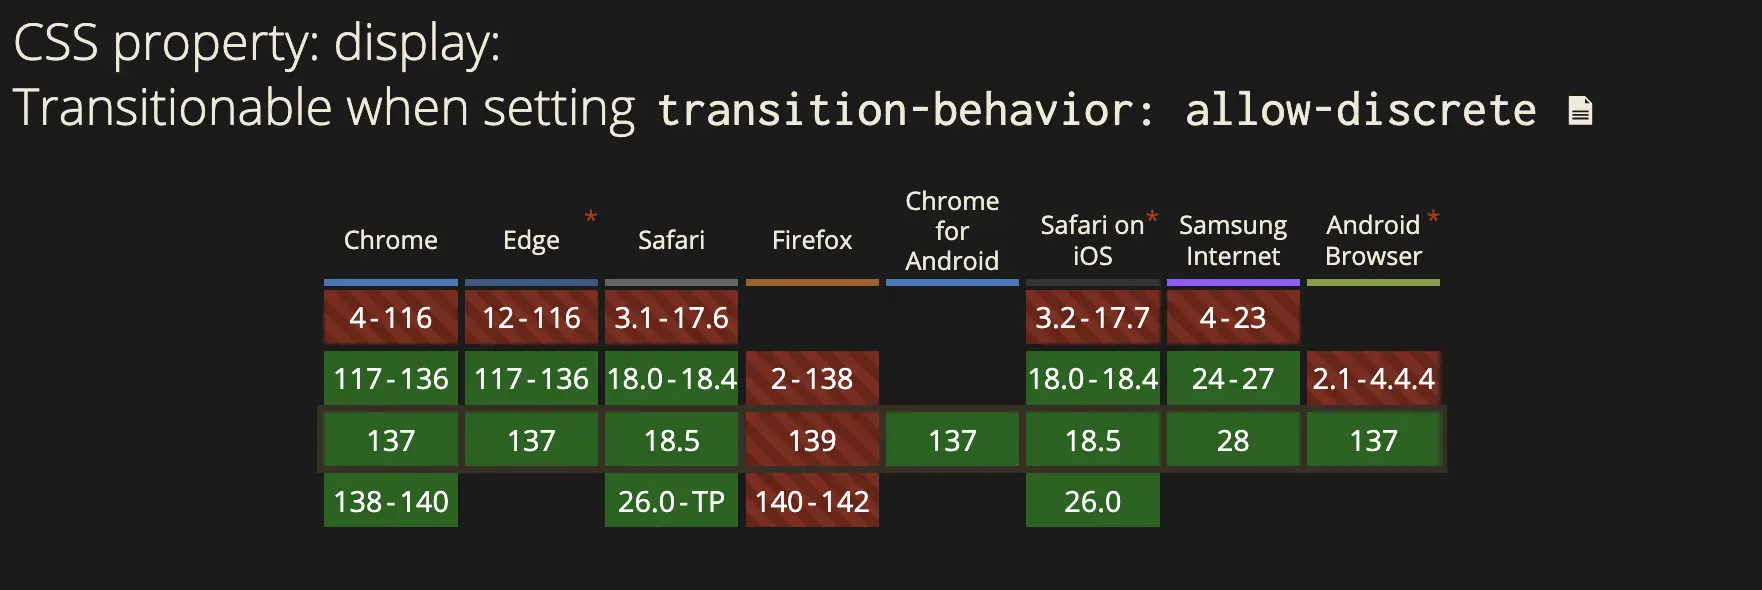 CSS property: display:
Transitionable when setting transition-behavior: allow-discrete
Chrome
Edge *
Safari
Firefox
Chrome for Android
Safari on iOS *
Samsung Internet
Android Browser *
4-116 12-116 3.1-17.6 3.2-17.7 4-23
117-136 117-136 18.0-18.4 2-138 18.0-18.4 24-27 2.1-4.4.4
137 137 18.5 139 137 18.5 28 137
138-140 26.0-TP 140-142 26.0